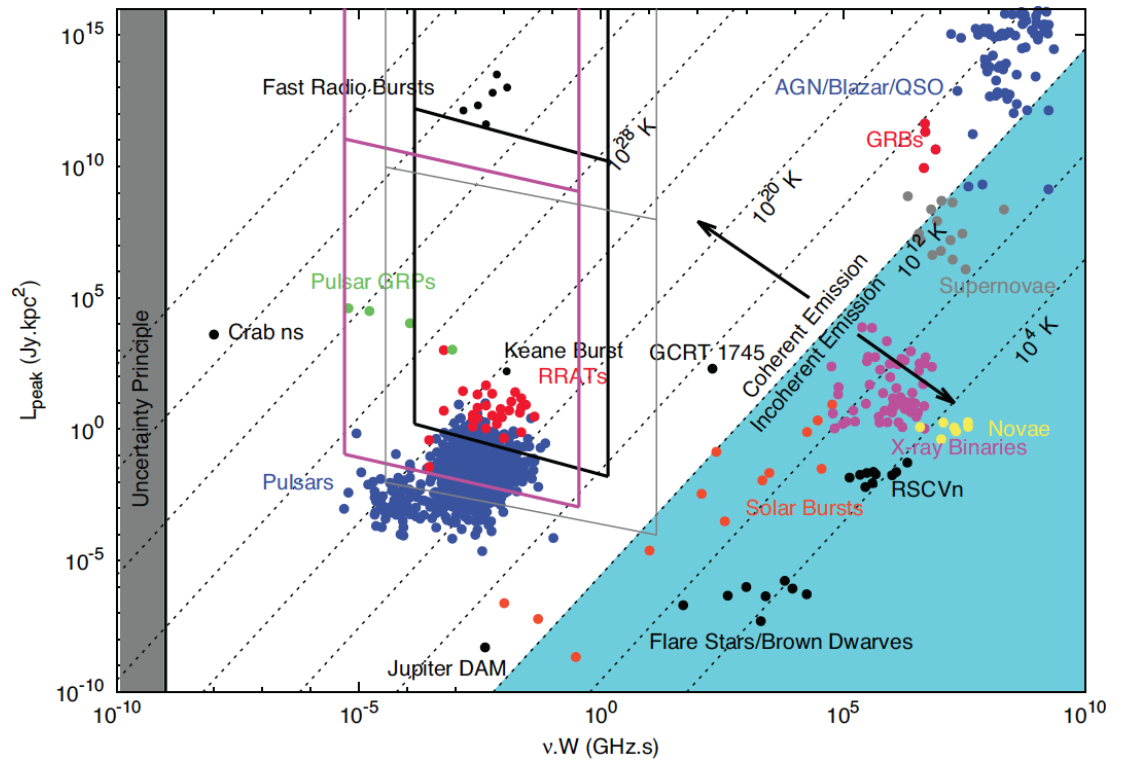 10^15
10^10
10^5
10^0
10^-5
10^-10
L_peak (Jy.kpc^2)
10^-10
10^-5
10^0
10^5
10^10
ν.W (GHz.s)
Uncertainty Principle
Fast Radio Bursts
AGN/Blazar/QSO
10^28 K
GRBs
10^20 K
10^12 K
Pulsar GRPs
Supernovae
Coherent Emission
Incoherent Emission
10^4 K
Crab ns
Keane Burst
GCRT 1745
RRATs
Novae
X-ray Binaries
Pulsars
RSCVn
Solar Bursts
Flare Stars/Brown Dwarves
Jupiter DAM